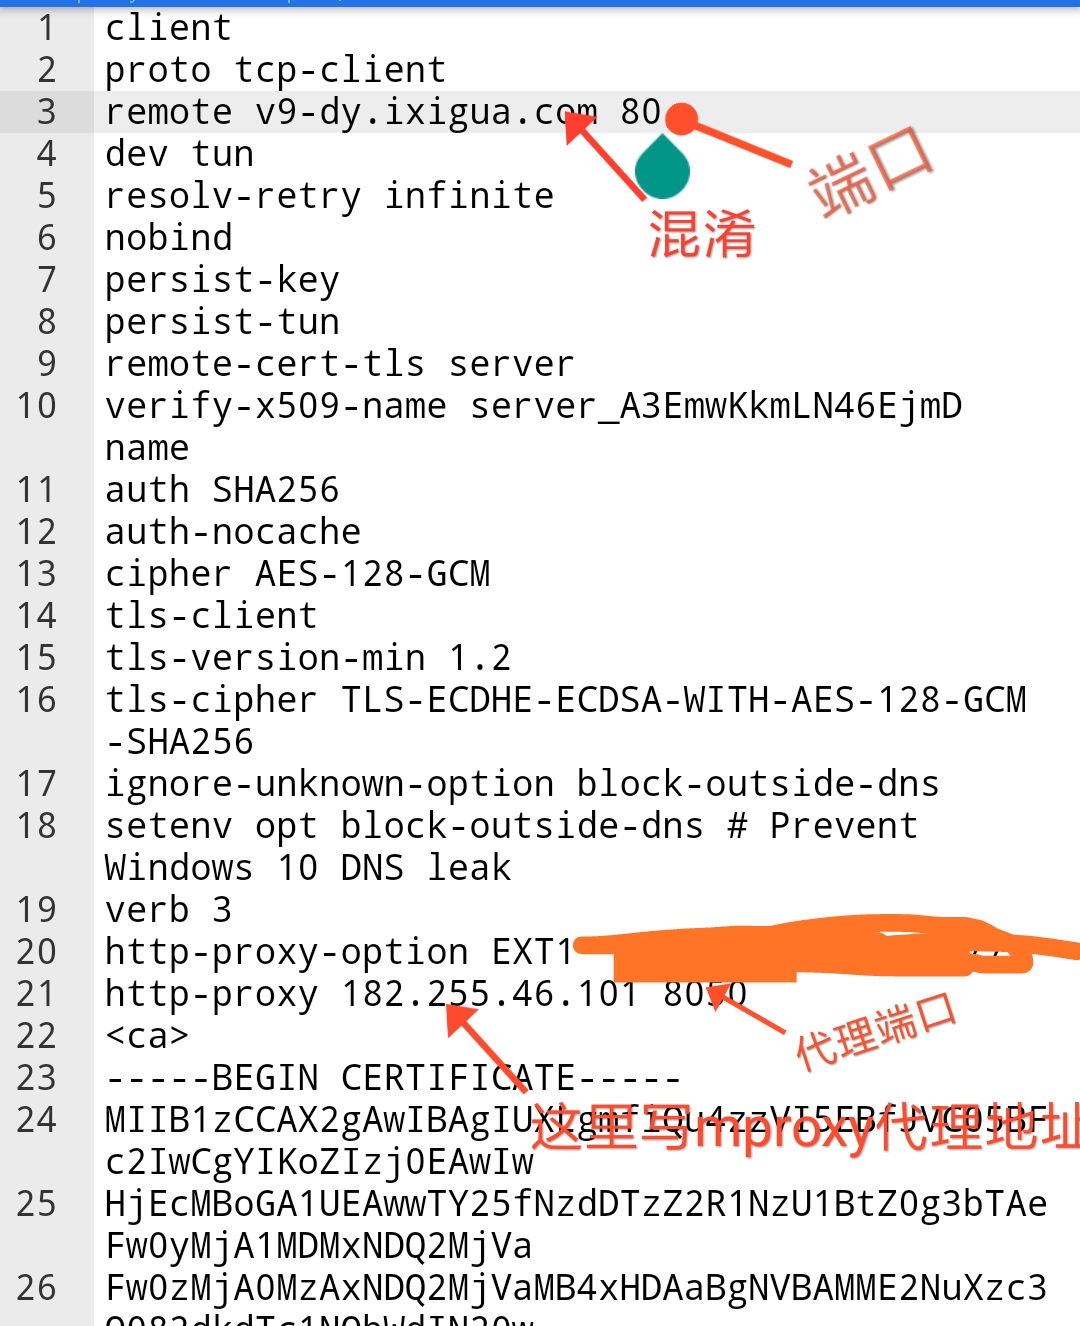 1 client
2 proto tcp-client
3 remote v9-dy.ixigua.com 80
端口
4 dev tun
5 resolv-retry infinite
混淆
6 nobind
7 persist-key
8 persist-tun
9 remote-cert-tls server
10 verify-x509-name server_A3EmwKkmLN46EjmD
name
11 auth SHA256
12 auth-nocache
13 cipher AES-128-GCM
14 tls-client
15 tls-version-min 1.2
16 tls-cipher TLS-ECDHE-ECDSA-WITH-AES-128-GCM
-SHA256
17 ignore-unknown-option block-outside-dns
18 setenv opt block-outside-dns # Prevent
Windows 10 DNS leak
19 verb 3
20 http-proxy-option EXT1
21 http-proxy 182.255.46.101 8050
代理端口
22 <ca>
23 -----BEGIN CERTIFICATE-----
这里写mproxy代理地址
24
c2IwCgYIKoZIzj0EAwIw
25 HjEcMBoGA1UEAwwTY25fNzdDTzZ2R1NzU1BtZ0g3bTAe
Fw0yMjA1MDMxNDQ2MjVa
26 Fw0zMjA0MzAxNDQ2MjVaMB4xHDAaBgNVBAMME2NuXzc3